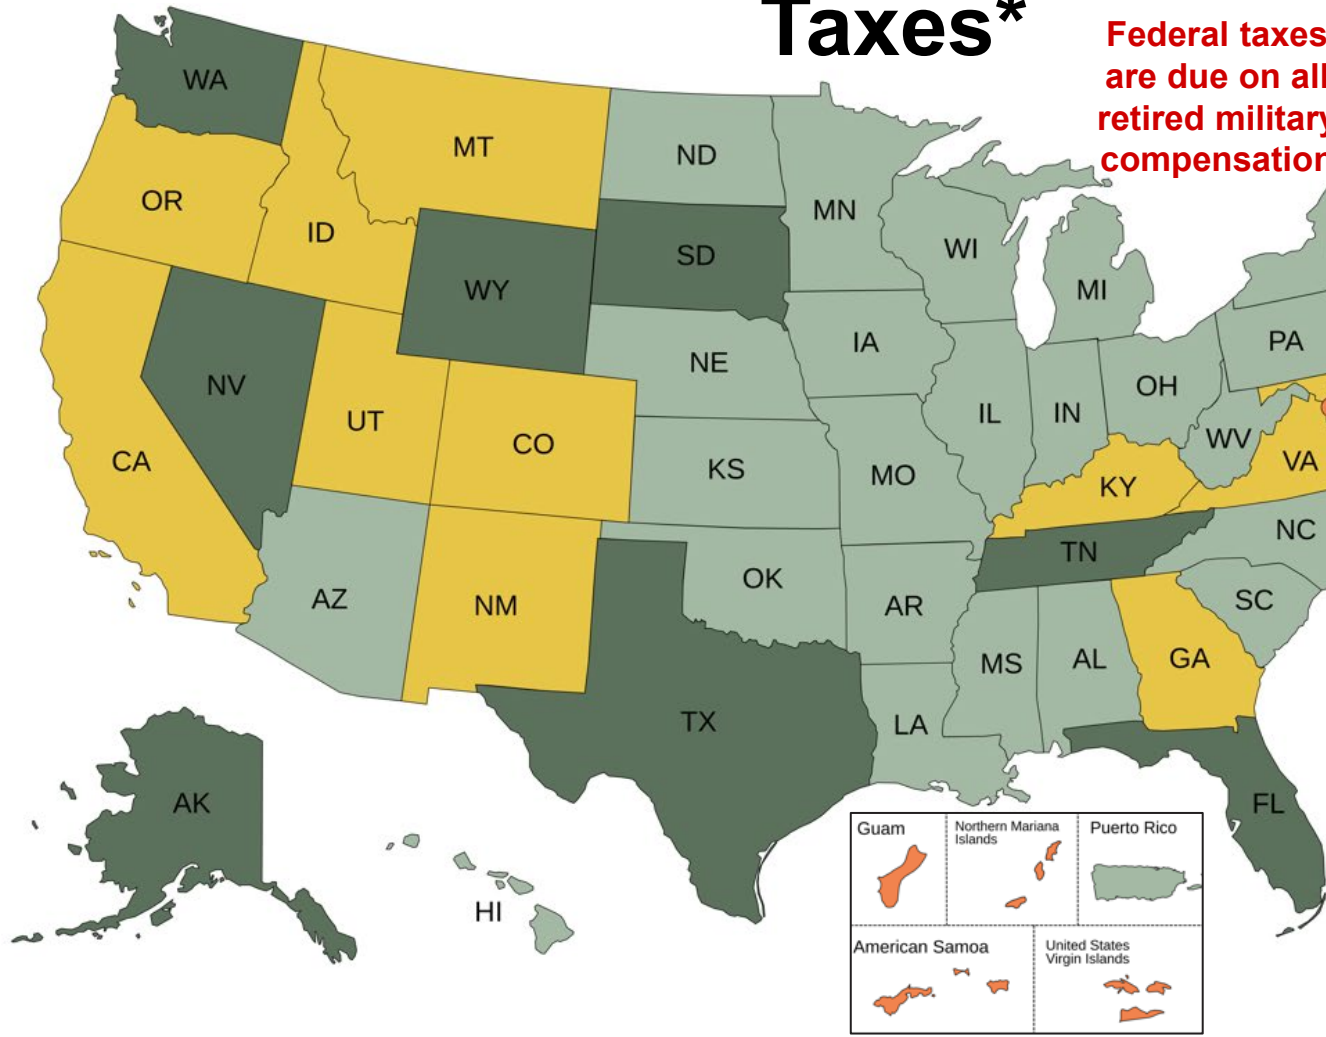 Taxes*
Federal taxes
are due on all
retired military
compensation
WA
MT
ND
MN
OR
ID
WY
SD
WI
MI
NV
UT
CO
NE
IA
IL
IN
OH
PA
CA
KS
MO
WV
VA
KY
AZ
NM
OK
AR
TN
NC
SC
MS
AL
GA
TX
LA
AK
FL
HI
Guam
Northern Mariana
Islands
Puerto Rico
American Samoa
United States
Virgin Islands